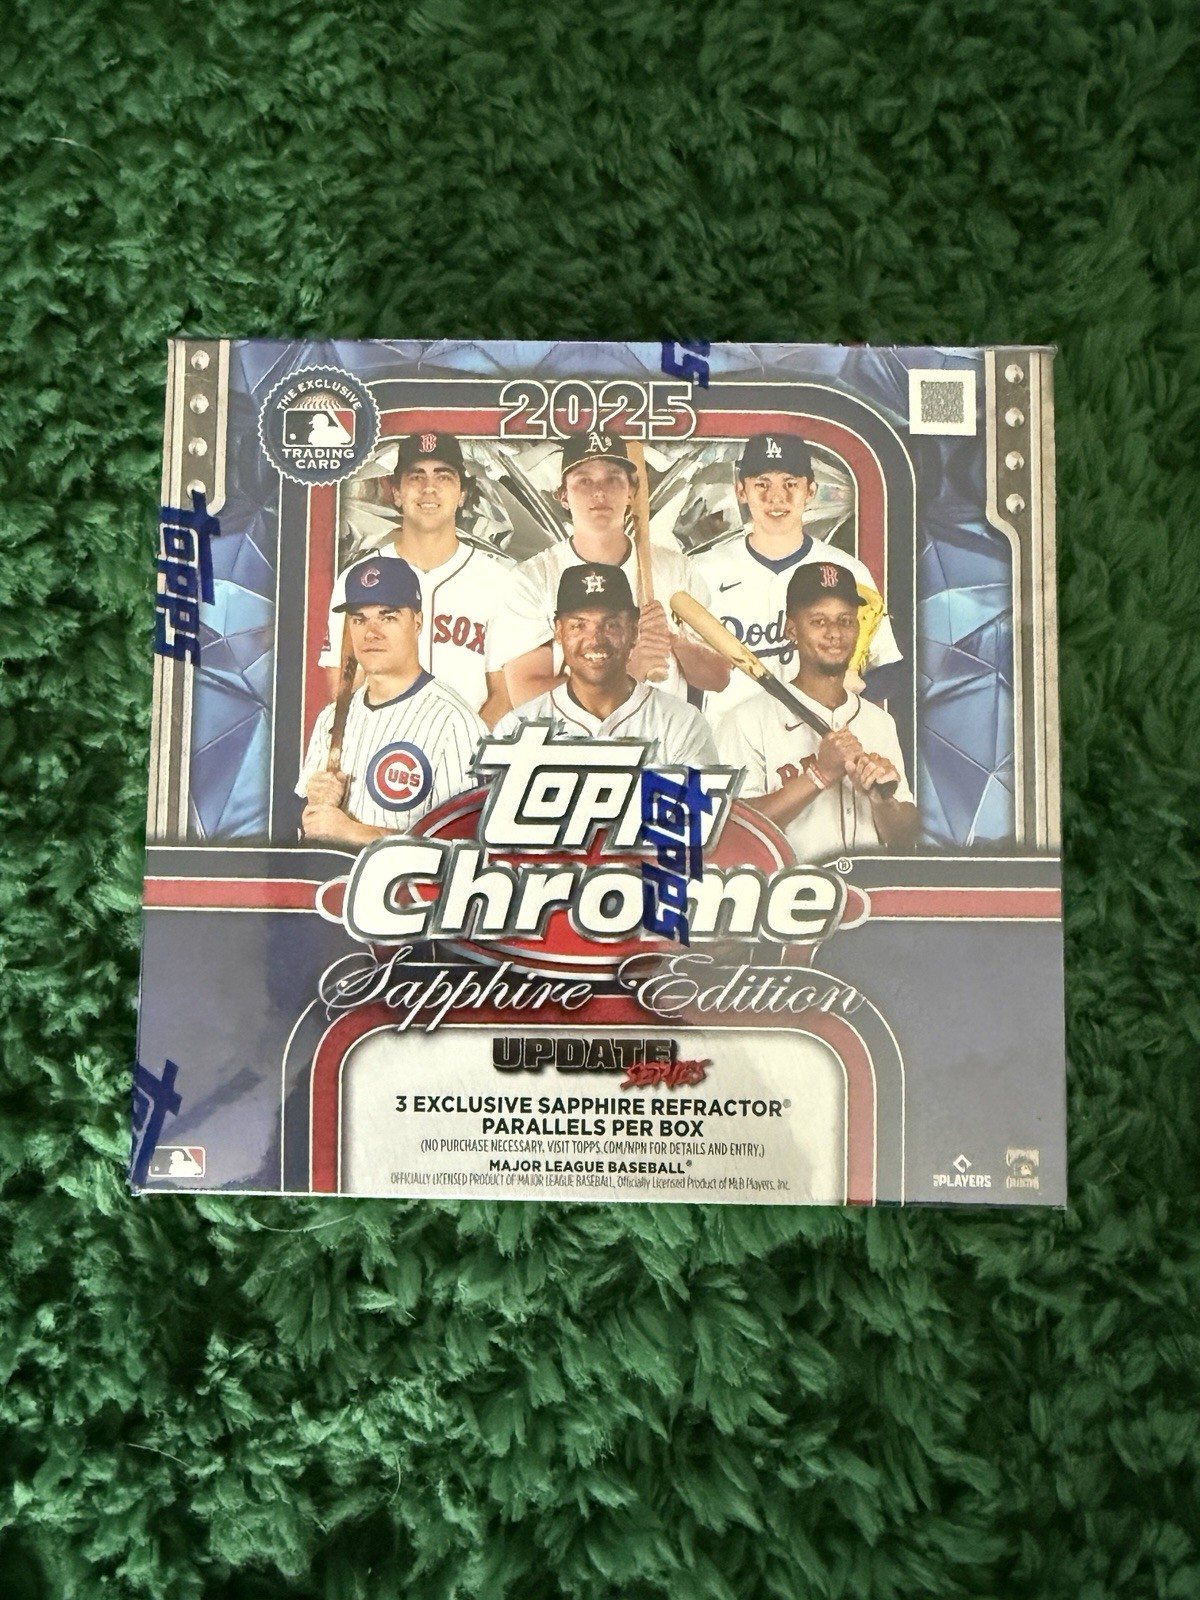 2025
THE EXCLUSIVE
TRADING
CARD
topps
B
A's
LA
C
H
B
SOX
Dodg
CUBS
topps
Chrome®
topps
Sapphire Edition
UPDATE
SERIES
3 EXCLUSIVE SAPPHIRE REFRACTOR®
PARALLELS PER BOX
(NO PURCHASE NECESSARY. VISIT TOPPS.COM/NPN FOR DETAILS AND ENTRY.)
MAJOR LEAGUE BASEBALL®
OFFICIALLY LICENSED PRODUCT OF MAJOR LEAGUE BASEBALL. Officially Licensed Product of MLB Players, Inc.
PLAYERS